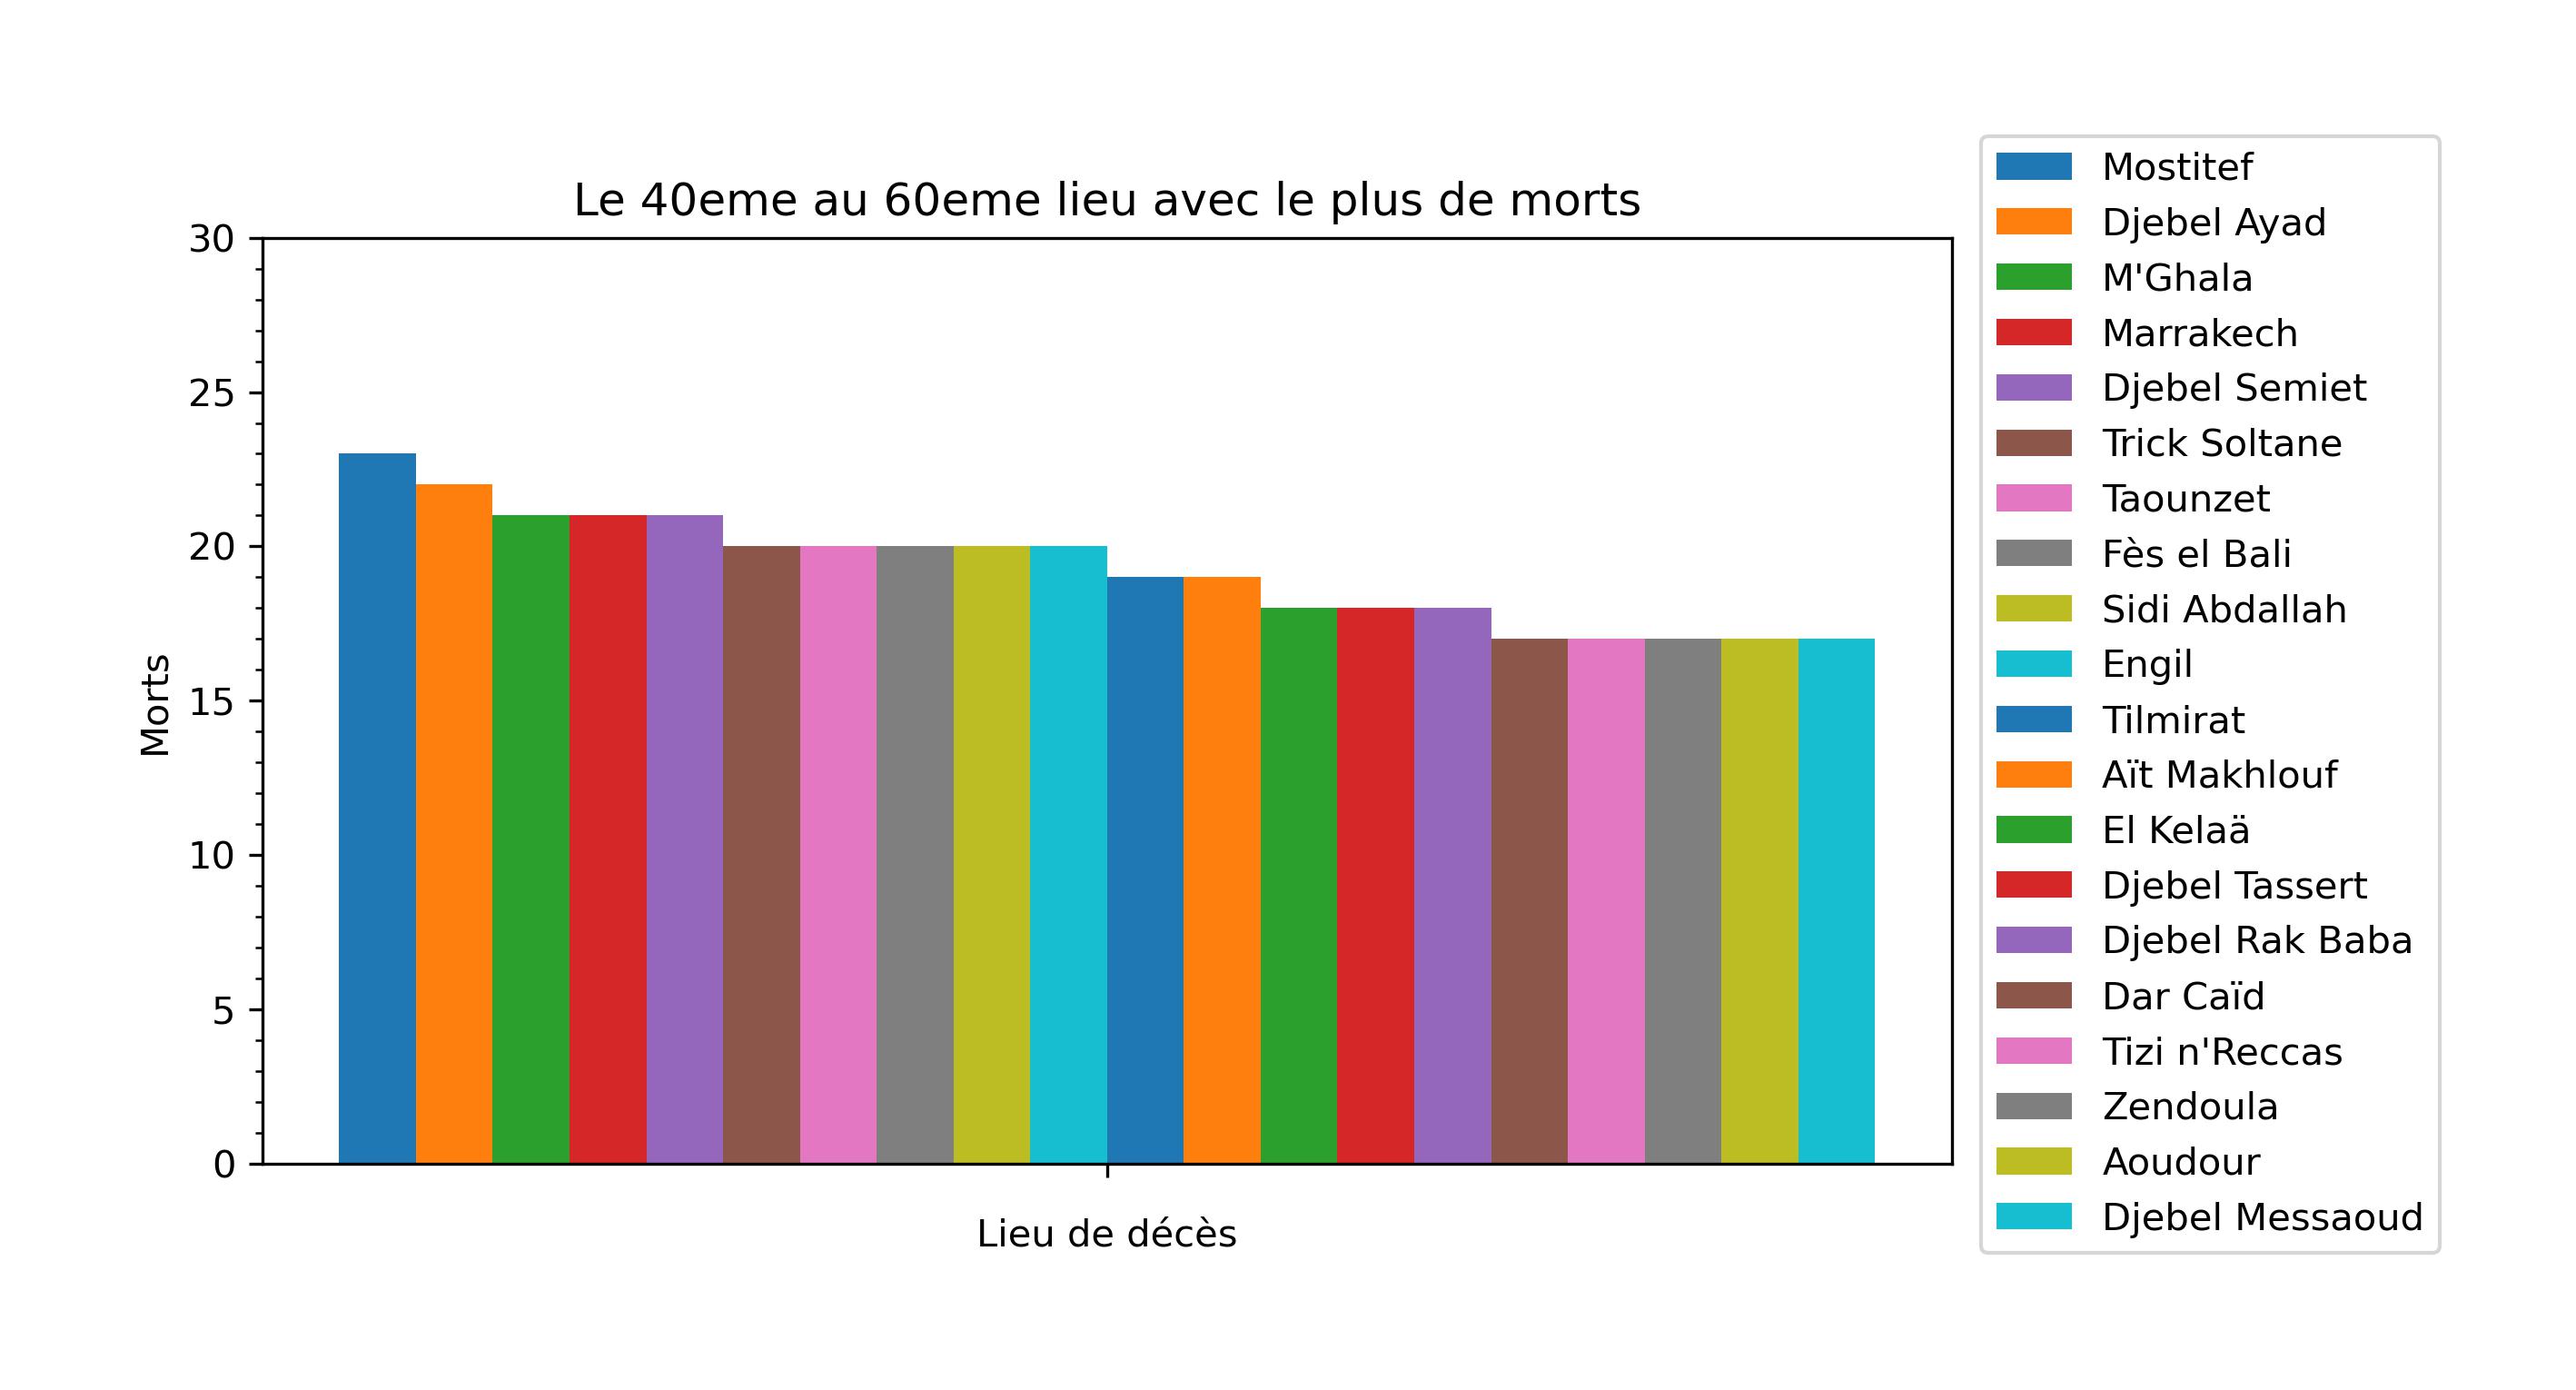 Le 40eme au 60eme lieu avec le plus de morts
30
25
20
15
10
5
0
Morts
Lieu de décès
Mostitef
Djebel Ayad
M'Ghala
Marrakech
Djebel Semiet
Trick Soltane
Taounzet
Fès el Bali
Sidi Abdallah
Engil
Tilmirat
Aït Makhlouf
El Kelaä
Djebel Tassert
Djebel Rak Baba
Dar Caïd
Tizi n'Reccas
Zendoula
Aoudour
Djebel Messaoud